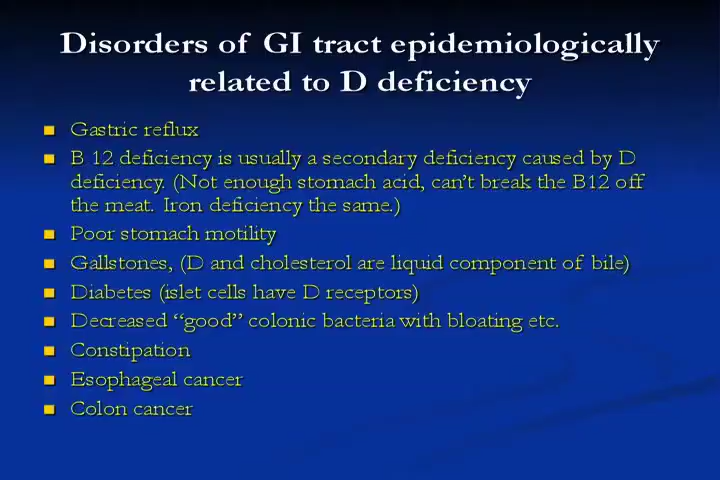 Disorders of GI tract epidemiologically
related to D deficiency
Gastric reflux
B 12 deficiency is usually a secondary deficiency caused by D
deficiency. (Not enough stomach acid, can't break the B12 off
the meat. Iron deficiency the same.)
Poor stomach motility
Gallstones, (D and cholesterol are liquid component of bile)
Diabetes (islet cells have D receptors)
Decreased “good” colonic bacteria with bloating etc.
Constipation
Esophageal cancer
Colon cancer